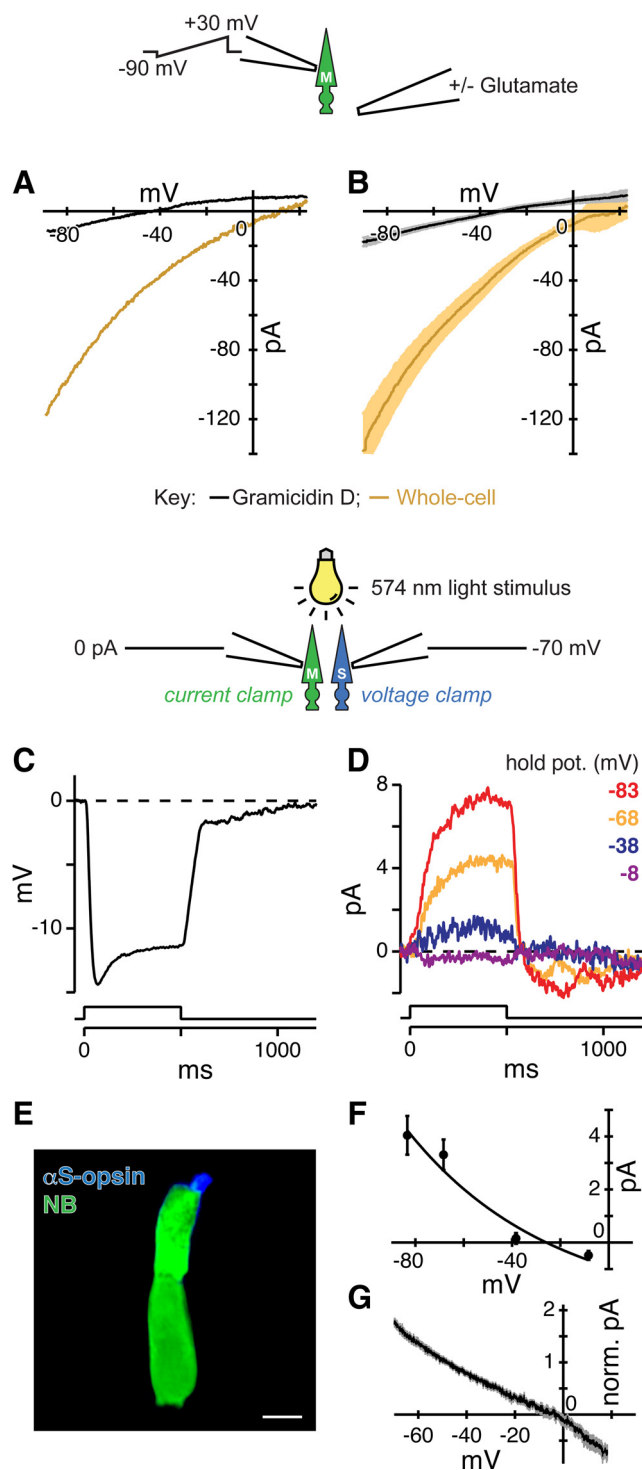 +30 mV
-90 mV
M
+/- Glutamate
A
mV
-80
-40
0
-40
-80
-120
pA
B
mV
-80
-40
0
-40
-80
-120
pA
Key: Gramicidin D; Whole-cell
574 nm light stimulus
0 pA
M
S
-70 mV
current clamp
voltage clamp
C
0
-10
mV
0
1000
ms
D
hold pot. (mV)
-83
-68
-38
-8
8
4
0
pA
0
1000
ms
E
αS-opsin
NB
F
4
2
0
pA
-80
-40
mV
G
2
1
0
norm. pA
-60
-40
-20
mV